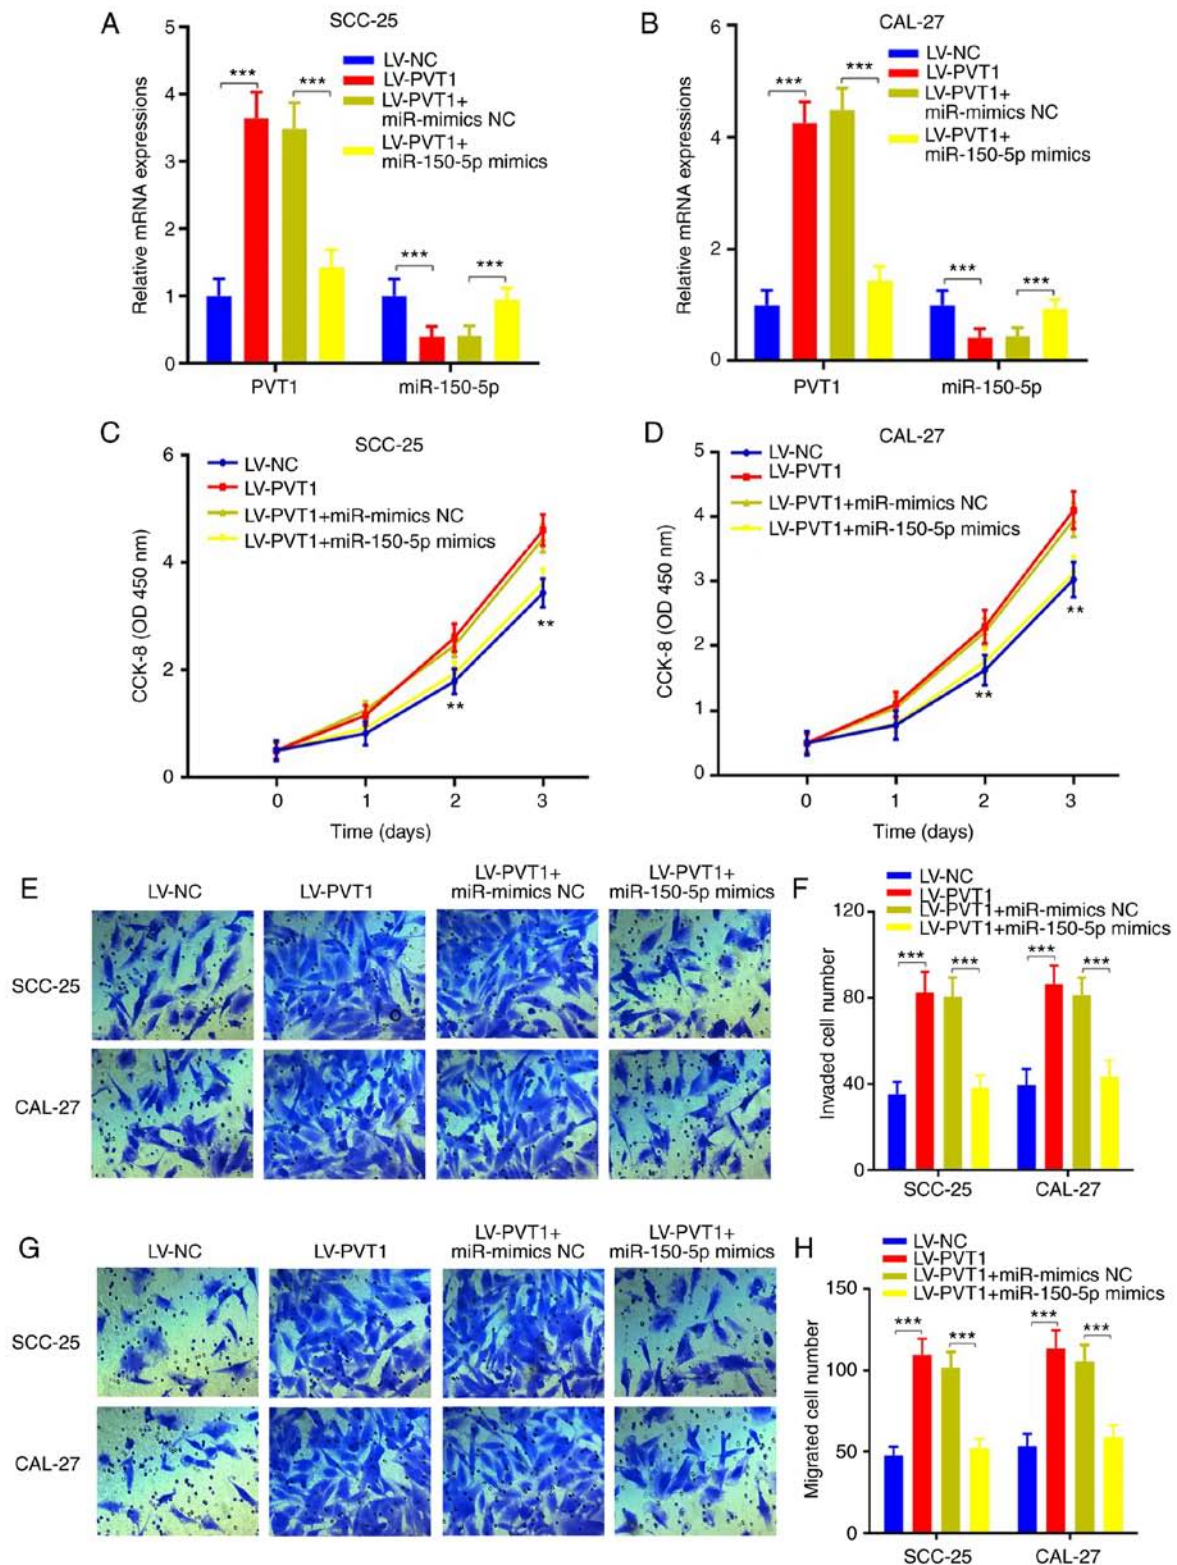 A
SCC-25
5
4
3
2
1
0
Relative mRNA expressions
LV-NC
LV-PVT1
LV-PVT1+
miR-mimics NC
LV-PVT1+
miR-150-5p mimics
***
***
***
***
PVT1
miR-150-5p
B
CAL-27
6
4
2
0
Relative mRNA expressions
LV-NC
LV-PVT1
LV-PVT1+
miR-mimics NC
LV-PVT1+
miR-150-5p mimics
***
***
***
***
PVT1
miR-150-5p
C
SCC-25
6
4
2
0
CCK-8 (OD 450 nm)
LV-NC
LV-PVT1
LV-PVT1+miR-mimics NC
LV-PVT1+miR-150-5p mimics
**
**
0 1 2 3
Time (days)
D
CAL-27
5
4
3
2
1
0
CCK-8 (OD 450 nm)
LV-NC
LV-PVT1
LV-PVT1+miR-mimics NC
LV-PVT1+miR-150-5p mimics
**
**
0 1 2 3
Time (days)
E
LV-NC
LV-PVT1
LV-PVT1+
miR-mimics NC
LV-PVT1+
miR-150-5p mimics
SCC-25
CAL-27
F
LV-NC
LV-PVT1
LV-PVT1+miR-mimics NC
LV-PVT1+miR-150-5p mimics
120
80
40
0
Invaded cell number
***
***
***
***
SCC-25
CAL-27
G
LV-NC
LV-PVT1
LV-PVT1+
miR-mimics NC
LV-PVT1+
miR-150-5p mimics
SCC-25
CAL-27
H
LV-NC
LV-PVT1
LV-PVT1+miR-mimics NC
LV-PVT1+miR-150-5p mimics
150
100
50
0
Migrated cell number
***
***
***
***
SCC-25
CAL-27